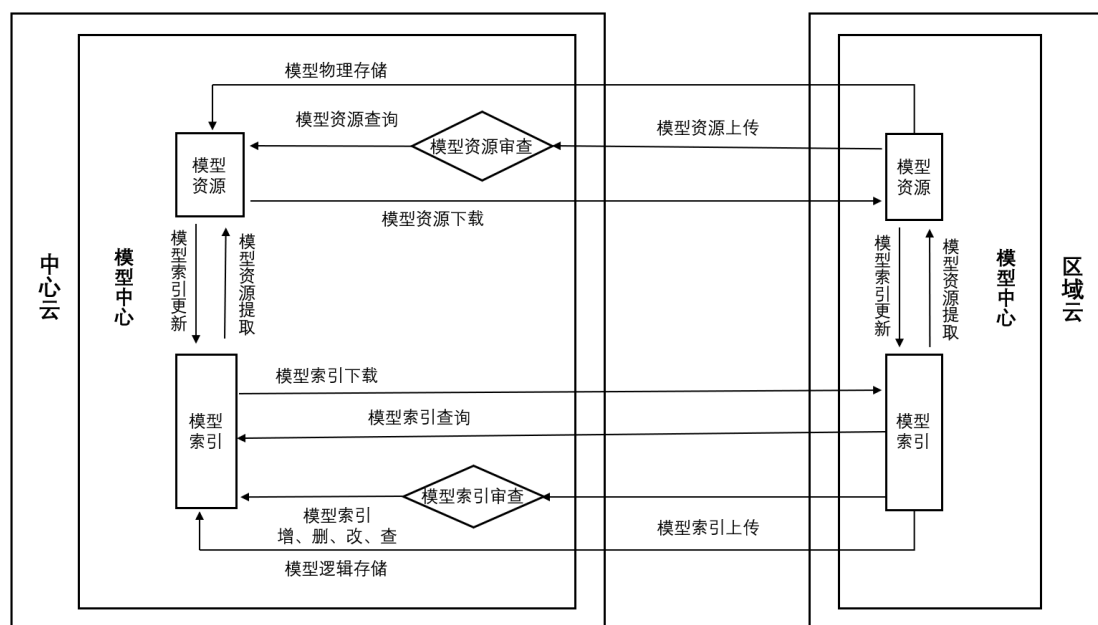 模型物理存储
模型资源查询
模型资源审查
模型资源上传
模型
资源
模型
资源
模型资源下载
中心云
模型中心
模型索引更新
模型资源提取
模型索引更新
模型资源提取
模型中心
区域云
模型索引下载
模型索引查询
模型
索引
模型
索引
模型索引审查
模型索引
增、删、改、查
模型索引上传
模型逻辑存储